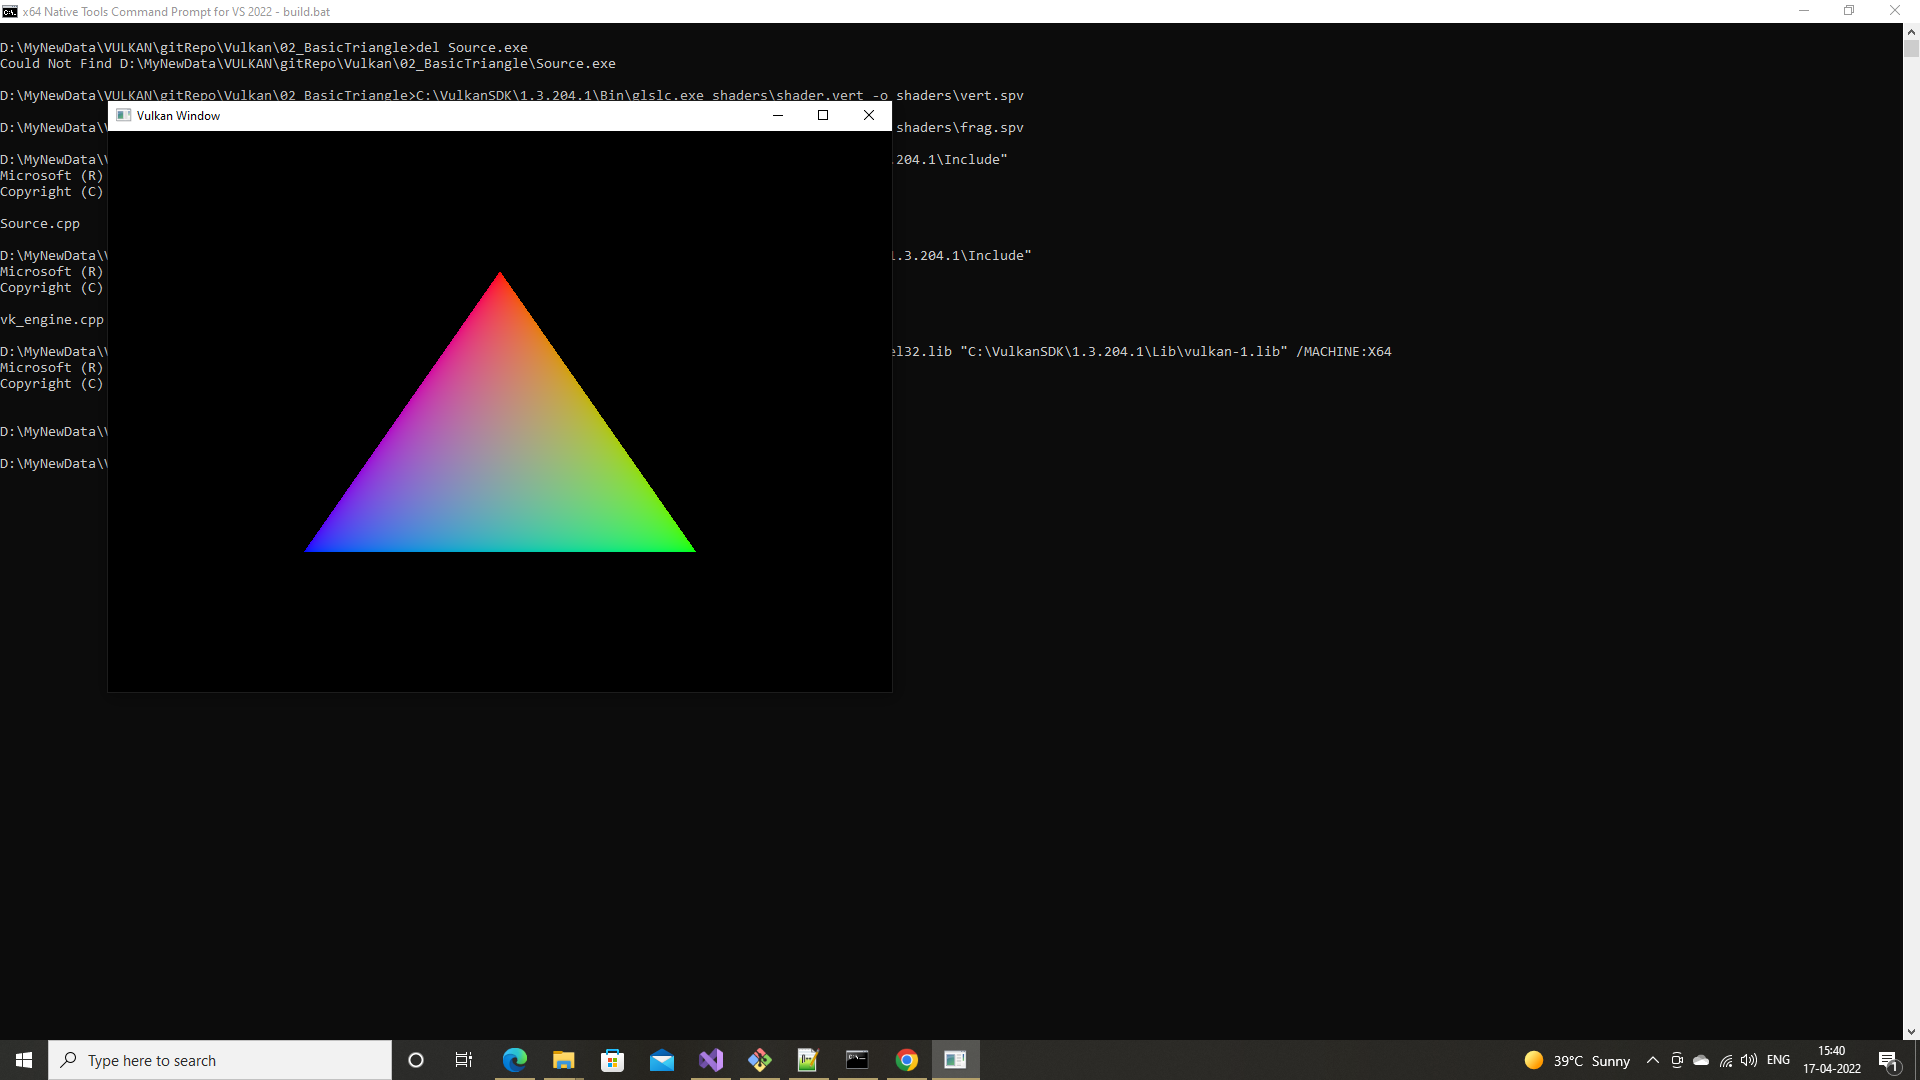 x64 Native Tools Command Prompt for VS 2022 - build.bat
D:\MyNewData\VULKAN\gitRepo\Vulkan\02_BasicTriangle>del Source.exe
Could Not Find D:\MyNewData\VULKAN\gitRepo\Vulkan\02_BasicTriangle\Source.exe
D:\MyNewData\VULKAN\gitRepo\Vulkan\02_BasicTriangle>C:\VulkanSDK\1.3.204.1\Bin\glslc.exe shaders\shader.vert -o shaders\vert.spv
Vulkan Window
D:\MyNewData\ shaders\frag.spv
D:\MyNewData\ .204.1\Include"
Microsoft (R)
Copyright (C)
Source.cpp
D:\MyNewData\ 1.3.204.1\Include"
Microsoft (R)
Copyright (C)
vk_engine.cpp
D:\MyNewData\ el32.lib "C:\VulkanSDK\1.3.204.1\Lib\vulkan-1.lib" /MACHINE:X64
Microsoft (R)
Copyright (C)
D:\MyNewData\
D:\MyNewData\
Type here to search
39°C Sunny
ENG
15:40
17-04-2022
1